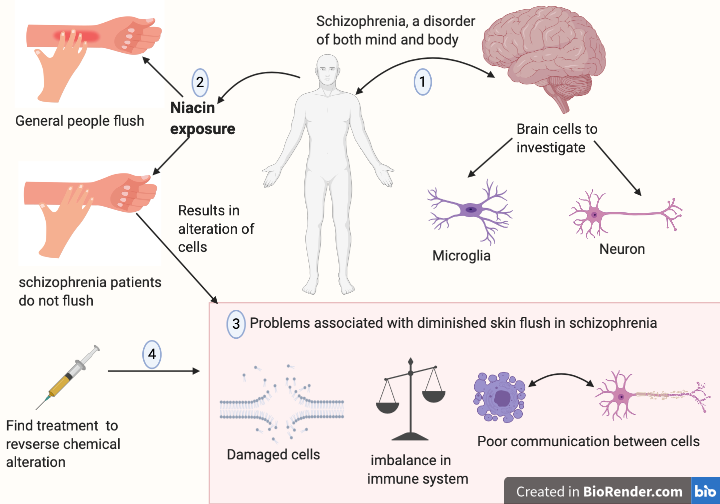 Schizophrenia, a disorder
of both mind and body
1
2
Niacin
exposure
General people flush
Brain cells to
investigate
Microglia
Neuron
Results in
alteration of
cells
schizophrenia patients
do not flush
3 Problems associated with diminished skin flush in schizophrenia
4
Find treatment to
revserse chemical
alteration
Damaged cells
imbalance in
immune system
Poor communication between cells
Created in BioRender.com bio